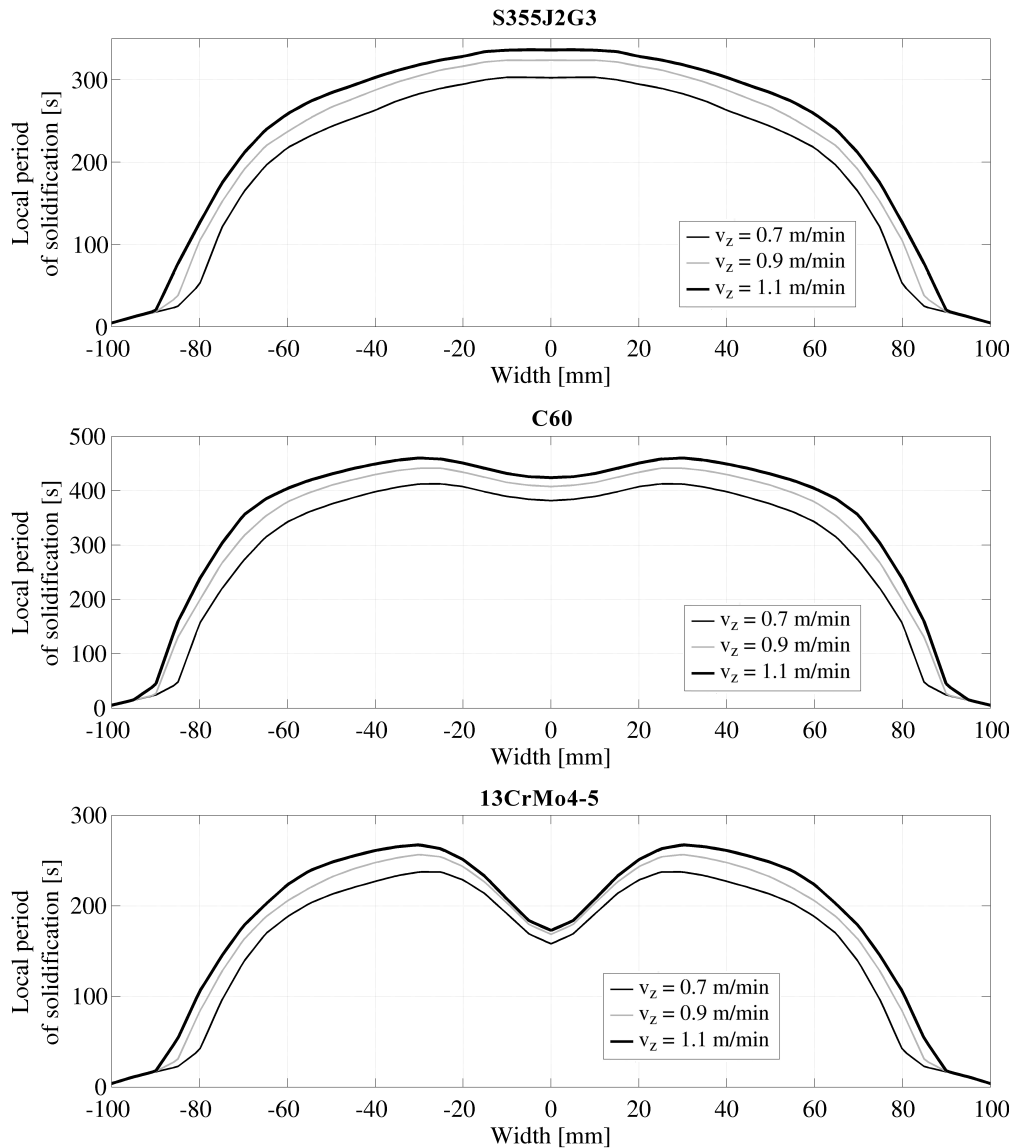 S355J2G3
Local period
of solidification [s]
300
200
100
0
-100 -80 -60 -40 -20 0 20 40 60 80 100
Width [mm]
v_z = 0.7 m/min
v_z = 0.9 m/min
v_z = 1.1 m/min
C60
Local period
of solidification [s]
500
400
300
200
100
0
-100 -80 -60 -40 -20 0 20 40 60 80 100
Width [mm]
v_z = 0.7 m/min
v_z = 0.9 m/min
v_z = 1.1 m/min
13CrMo4-5
Local period
of solidification [s]
300
200
100
0
-100 -80 -60 -40 -20 0 20 40 60 80 100
Width [mm]
v_z = 0.7 m/min
v_z = 0.9 m/min
v_z = 1.1 m/min